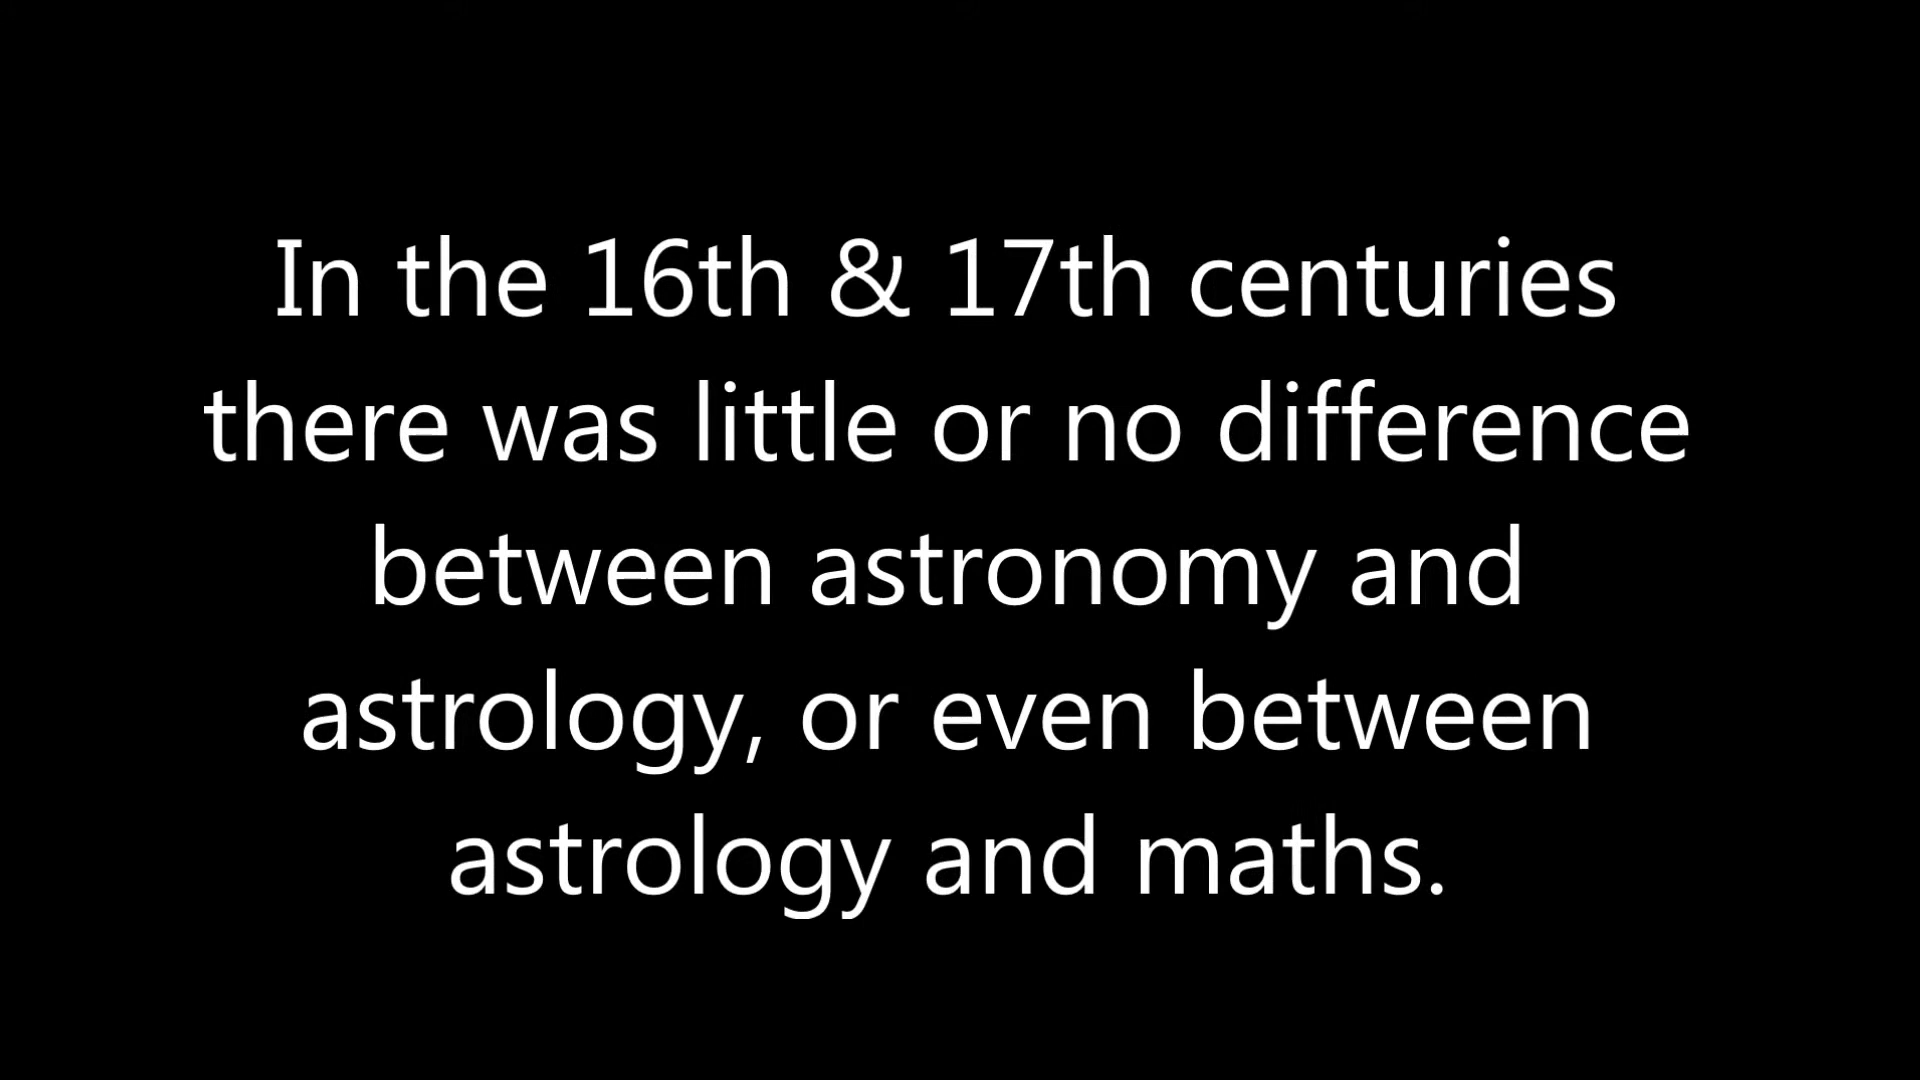 In the 16th & 17th centuries
there was little or no difference
between astronomy and
astrology, or even between
astrology and maths.